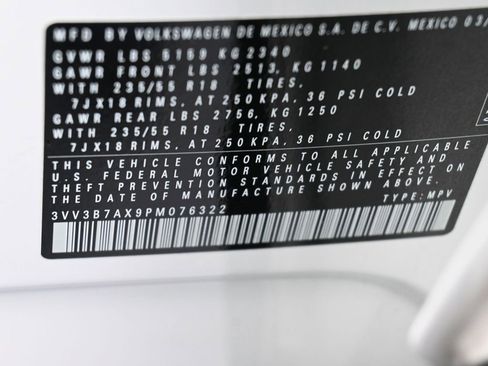 MFD BY VOLKSWAGEN DE MEXICO S.A. DE C.V. MEXICO 03/
GVWR LBS 5159 KG 2340
GAWR FRONT LBS 2513, KG 1140
WITH 235/55 R18 TIRES,
7JX18 RIMS, AT 250 KPA, 36 PSI COLD
GAWR REAR LBS 2756, KG 1250
WITH 235/55 R18 TIRES,
7JX18 RIMS, AT 250 KPA, 36 PSI COLD
THIS VEHICLE CONFORMS TO ALL APPLICABLE
U.S. FEDERAL MOTOR VEHICLE SAFETY AND
THEFT PREVENTION STANDARDS IN EFFECT ON
THE DATE OF MANUFACTURE SHOWN ABOVE.
3VV3B7AX9PM076322 TYPE: MPV